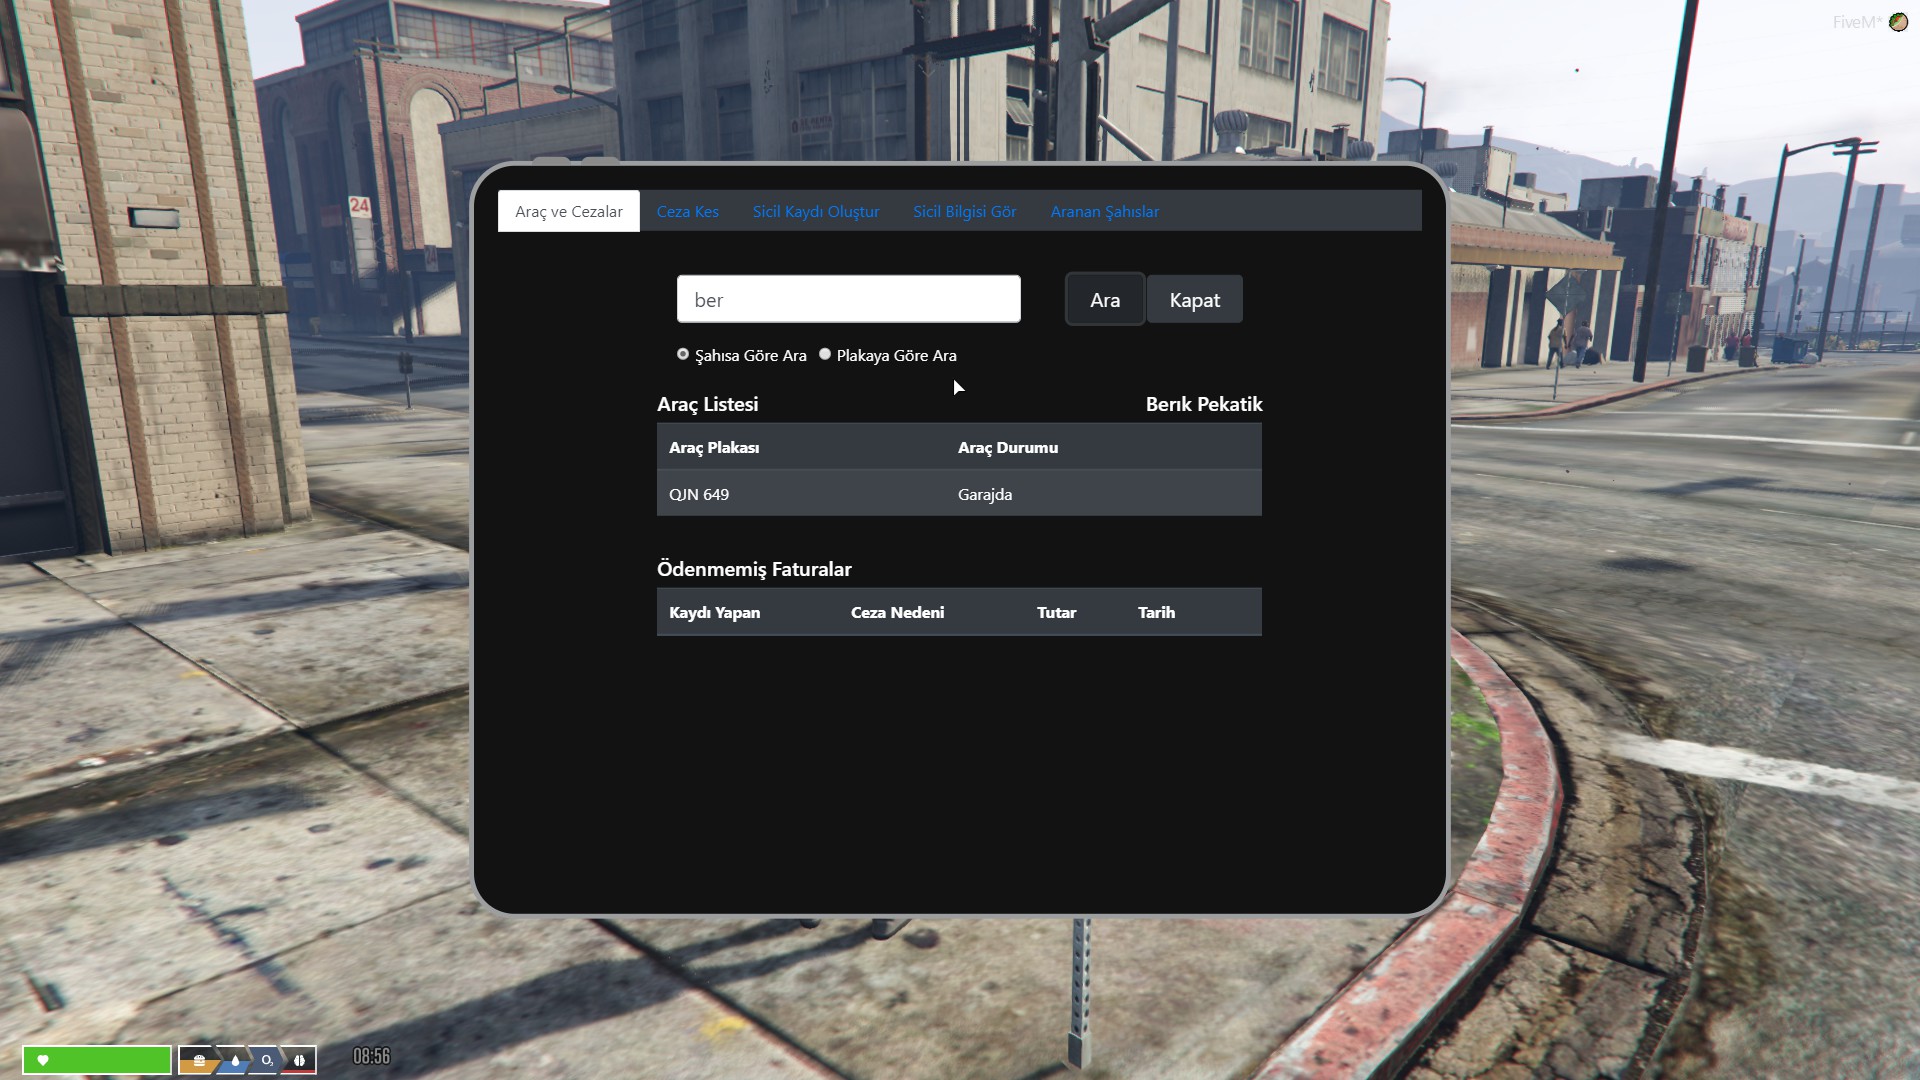 FiveM*
24
Araç ve Cezalar Ceza Kes Sicil Kaydı Oluştur Sicil Bilgisi Gör Aranan Şahıslar
ber Ara Kapat
Şahısa Göre Ara Plakaya Göre Ara
Araç Listesi Berık Pekatik
Araç Plakası Araç Durumu
QJN 649 Garajda
Ödenmemiş Faturalar
Kaydı Yapan Ceza Nedeni Tutar Tarih
O₂
08:56